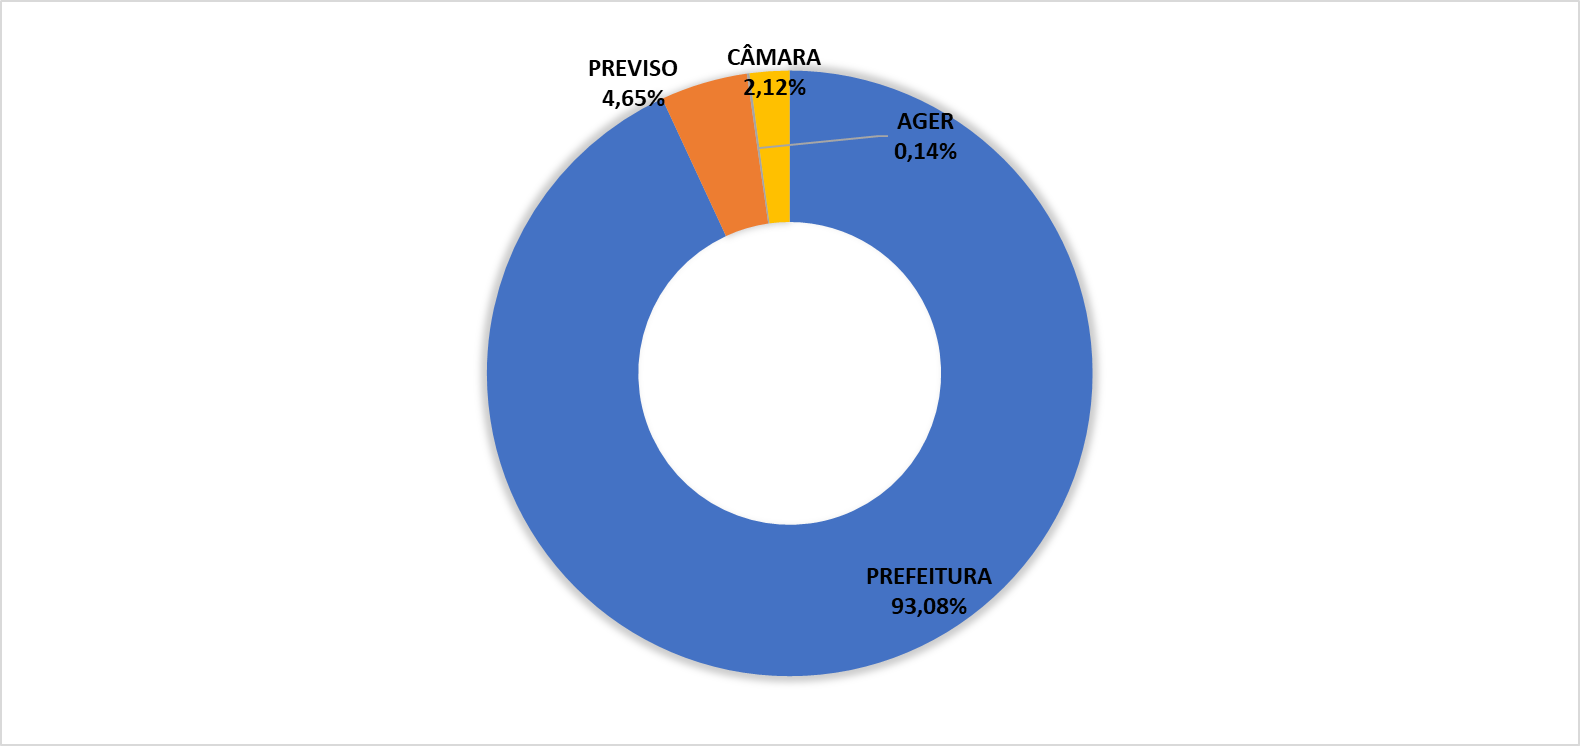 PREVISO
4,65%
CÂMARA
2,12%
AGER
0,14%
PREFEITURA
93,08%